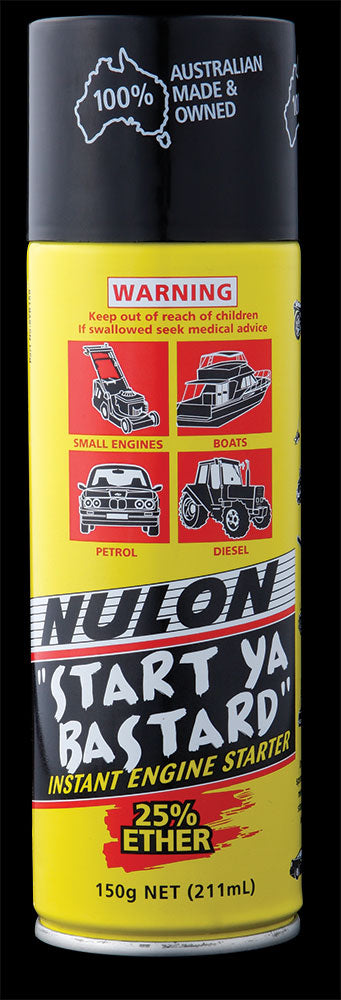 100%
AUSTRALIAN
MADE &
OWNED
WARNING
Keep out of reach of children
If swallowed seek medical advice
SMALL ENGINES
BOATS
PETROL
DIESEL
NULON
"START YA
BASTARD"
INSTANT ENGINE STARTER
25%
ETHER
150g NET (211mL)